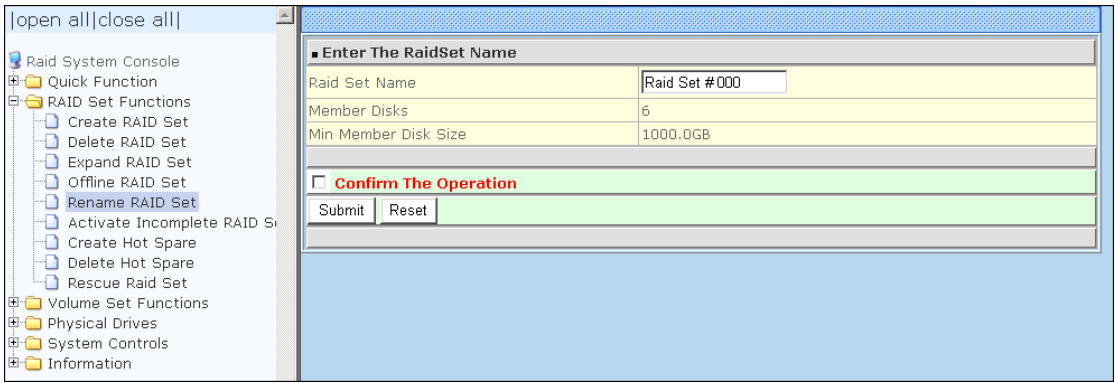 |open all|close all|
Raid System Console
Quick Function
RAID Set Functions
Create RAID Set
Delete RAID Set
Expand RAID Set
Offline RAID Set
Rename RAID Set
Activate Incomplete RAID Se
Create Hot Spare
Delete Hot Spare
Rescue Raid Set
Volume Set Functions
Physical Drives
System Controls
Information
Enter The RaidSet Name
Raid Set Name Raid Set #000
Member Disks 6
Min Member Disk Size 1000.0GB
Confirm The Operation
Submit Reset